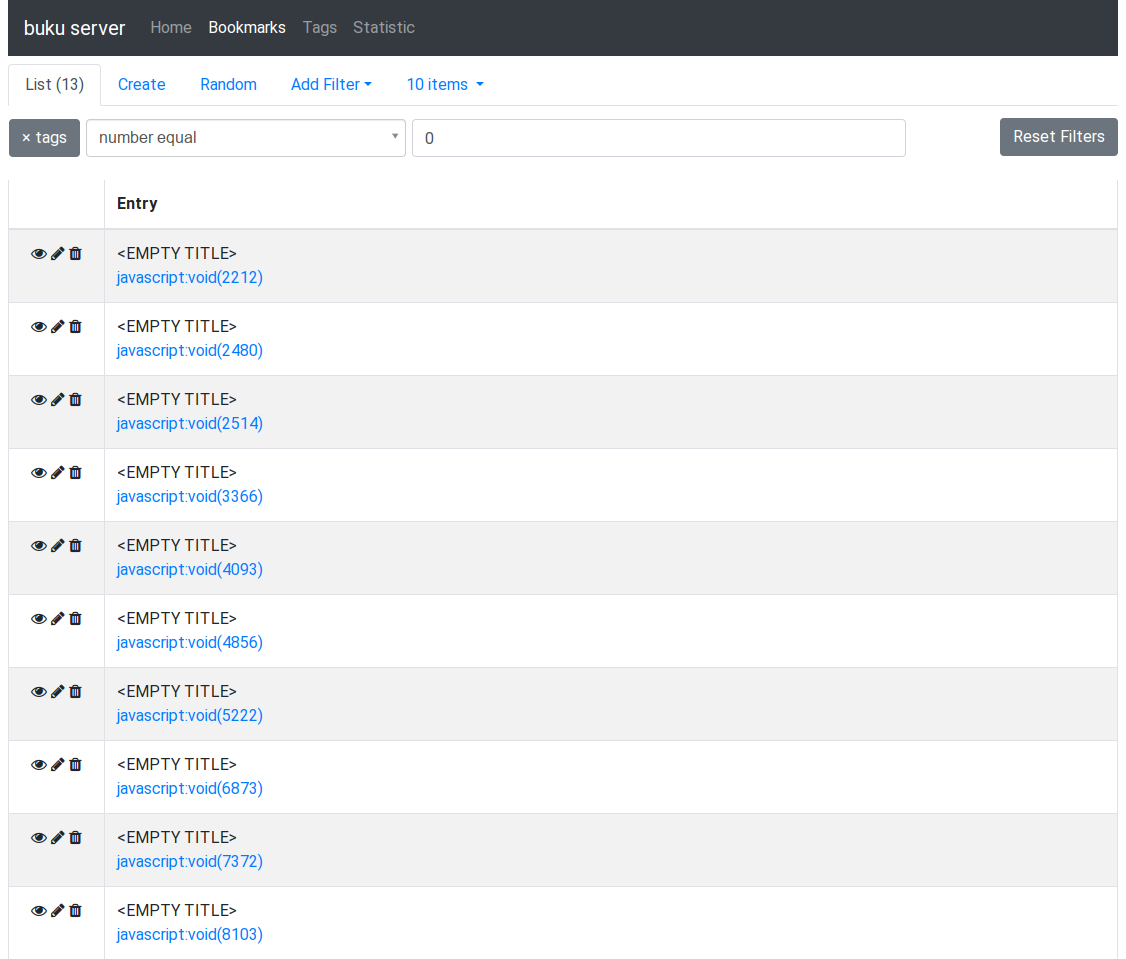 buku server Home Bookmarks Tags Statistic
List (13) Create Random Add Filter 10 items
× tags number equal 0 Reset Filters
Entry
<EMPTY TITLE>
javascript:void(2212)
<EMPTY TITLE>
javascript:void(2480)
<EMPTY TITLE>
javascript:void(2514)
<EMPTY TITLE>
javascript:void(3366)
<EMPTY TITLE>
javascript:void(4093)
<EMPTY TITLE>
javascript:void(4856)
<EMPTY TITLE>
javascript:void(5222)
<EMPTY TITLE>
javascript:void(6873)
<EMPTY TITLE>
javascript:void(7372)
<EMPTY TITLE>
javascript:void(8103)